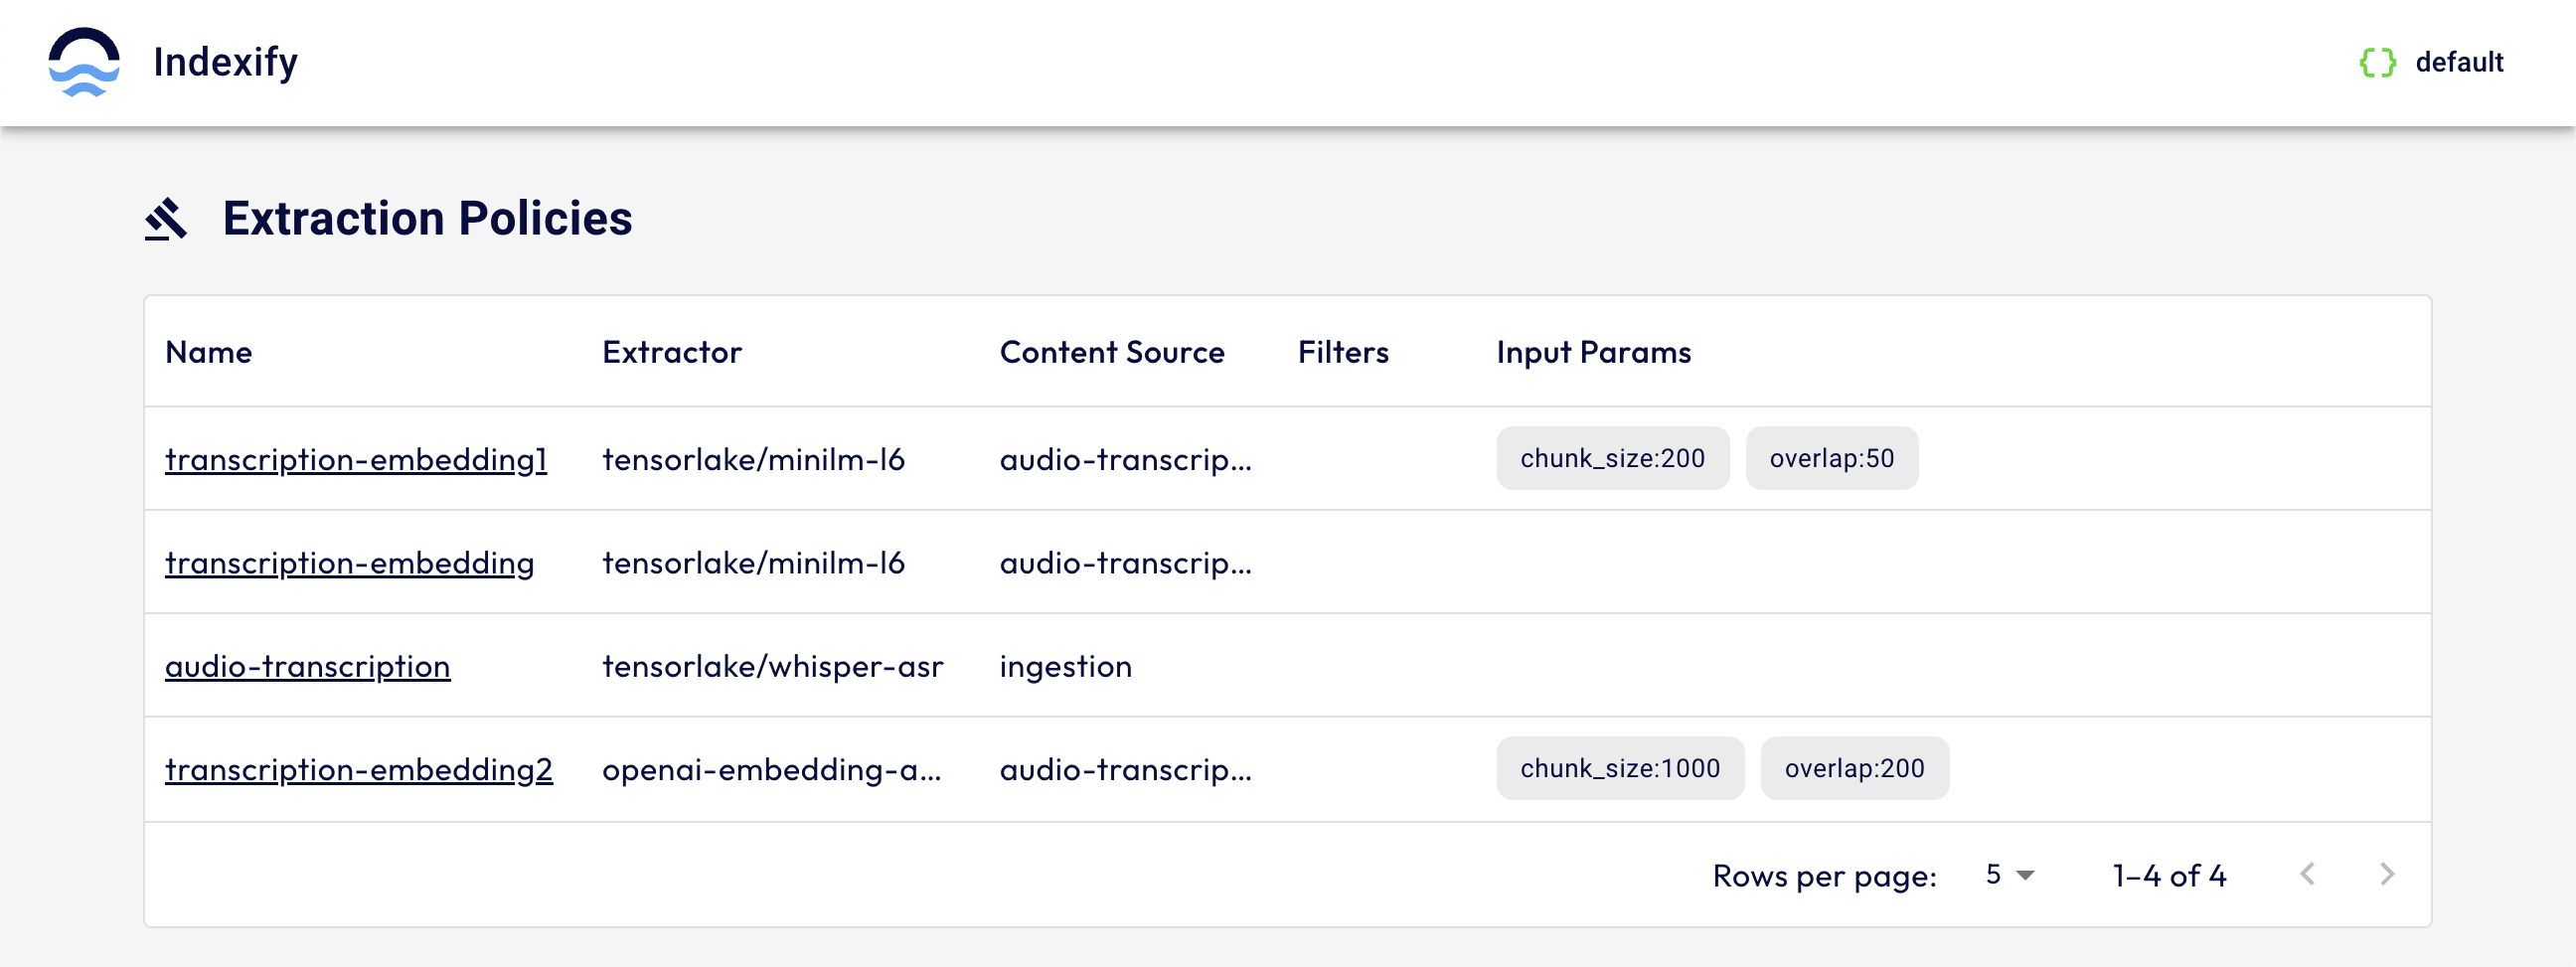 Indexify
{} default
Extraction Policies
Name Extractor Content Source Filters Input Params
transcription-embedding1 tensorlake/minilm-l6 audio-transcrip... chunk_size:200 overlap:50
transcription-embedding tensorlake/minilm-l6 audio-transcrip...
audio-transcription tensorlake/whisper-asr ingestion
transcription-embedding2 openai-embedding-a... audio-transcrip... chunk_size:1000 overlap:200
Rows per page: 5 1–4 of 4